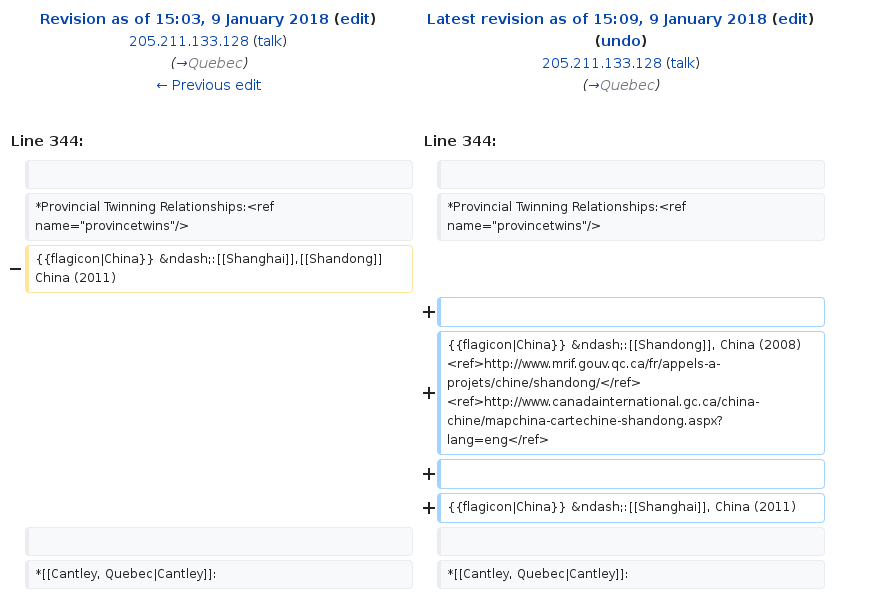 Revision as of 15:03, 9 January 2018 (edit)
205.211.133.128 (talk)
(→Quebec)
← Previous edit
Latest revision as of 15:09, 9 January 2018 (edit)
(undo)
205.211.133.128 (talk)
(→Quebec)
Line 344:
Line 344:
*Provincial Twinning Relationships:<ref
name="provincetwins"/>
*Provincial Twinning Relationships:<ref
name="provincetwins"/>
− {{flagicon|China}} &ndash;:[[Shanghai]],[[Shandong]]
China (2011)
+
+ {{flagicon|China}} &ndash;:[[Shandong]], China (2008)
<ref>http://www.mrif.gouv.qc.ca/fr/appels-a-
projets/chine/shandong/</ref>
<ref>http://www.canadainternational.gc.ca/china-
chine/mapchina-cartechine-shandong.aspx?
lang=eng</ref>
+
+ {{flagicon|China}} &ndash;:[[Shanghai]], China (2011)
*[[Cantley, Quebec|Cantley]]:
*[[Cantley, Quebec|Cantley]]: